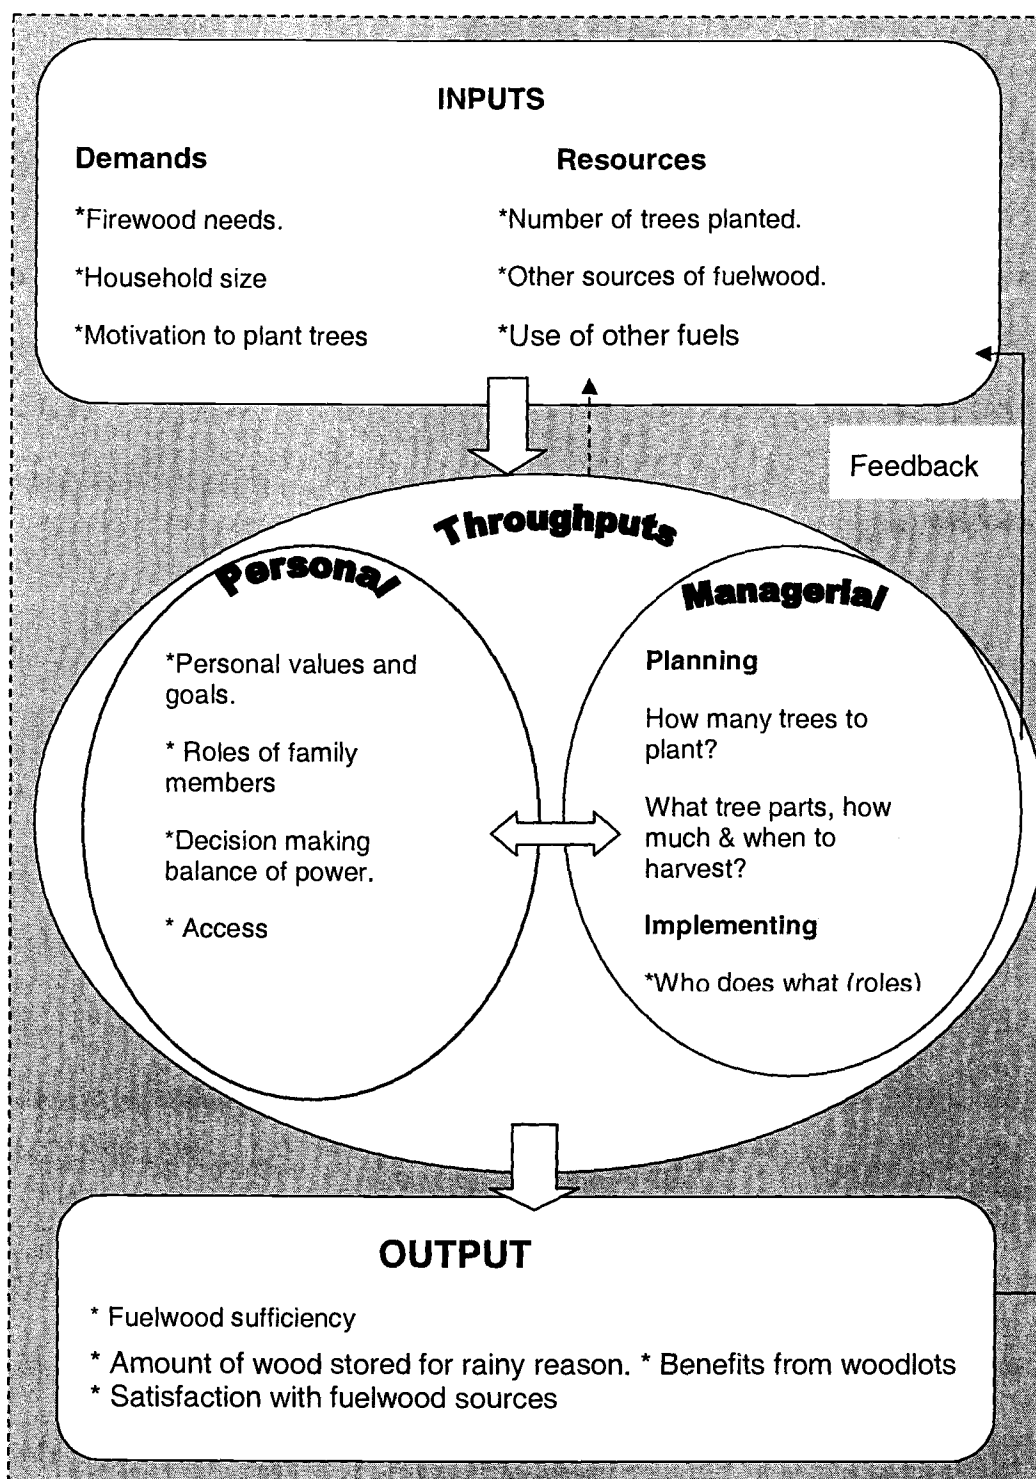 INPUTS
Demands
*Firewood needs.
*Household size
*Motivation to plant trees
Resources
*Number of trees planted.
*Other sources of fuelwood.
*Use of other fuels
Feedback
Throughputs
Personal
*Personal values and
goals.
* Roles of family
members
*Decision making
balance of power.
* Access
Managerial
Planning
How many trees to
plant?
What tree parts, how
much & when to
harvest?
Implementing
*Who does what (roles)
OUTPUT
* Fuelwood sufficiency
* Amount of wood stored for rainy reason. * Benefits from woodlots
* Satisfaction with fuelwood sources